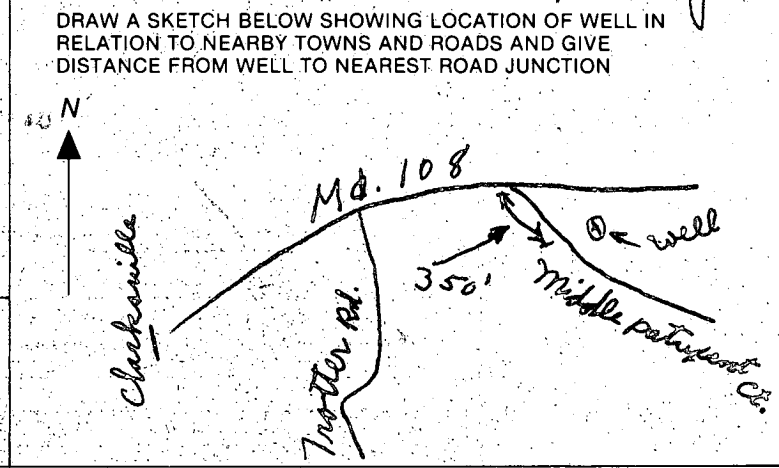 DRAW A SKETCH BELOW SHOWING LOCATION OF WELL IN
RELATION TO NEARBY TOWNS AND ROADS AND GIVE
DISTANCE FROM WELL TO NEAREST ROAD JUNCTION
N
Md. 108
well
350'
Middle patuxent Ct.
Trotter Rd.
Clarksville